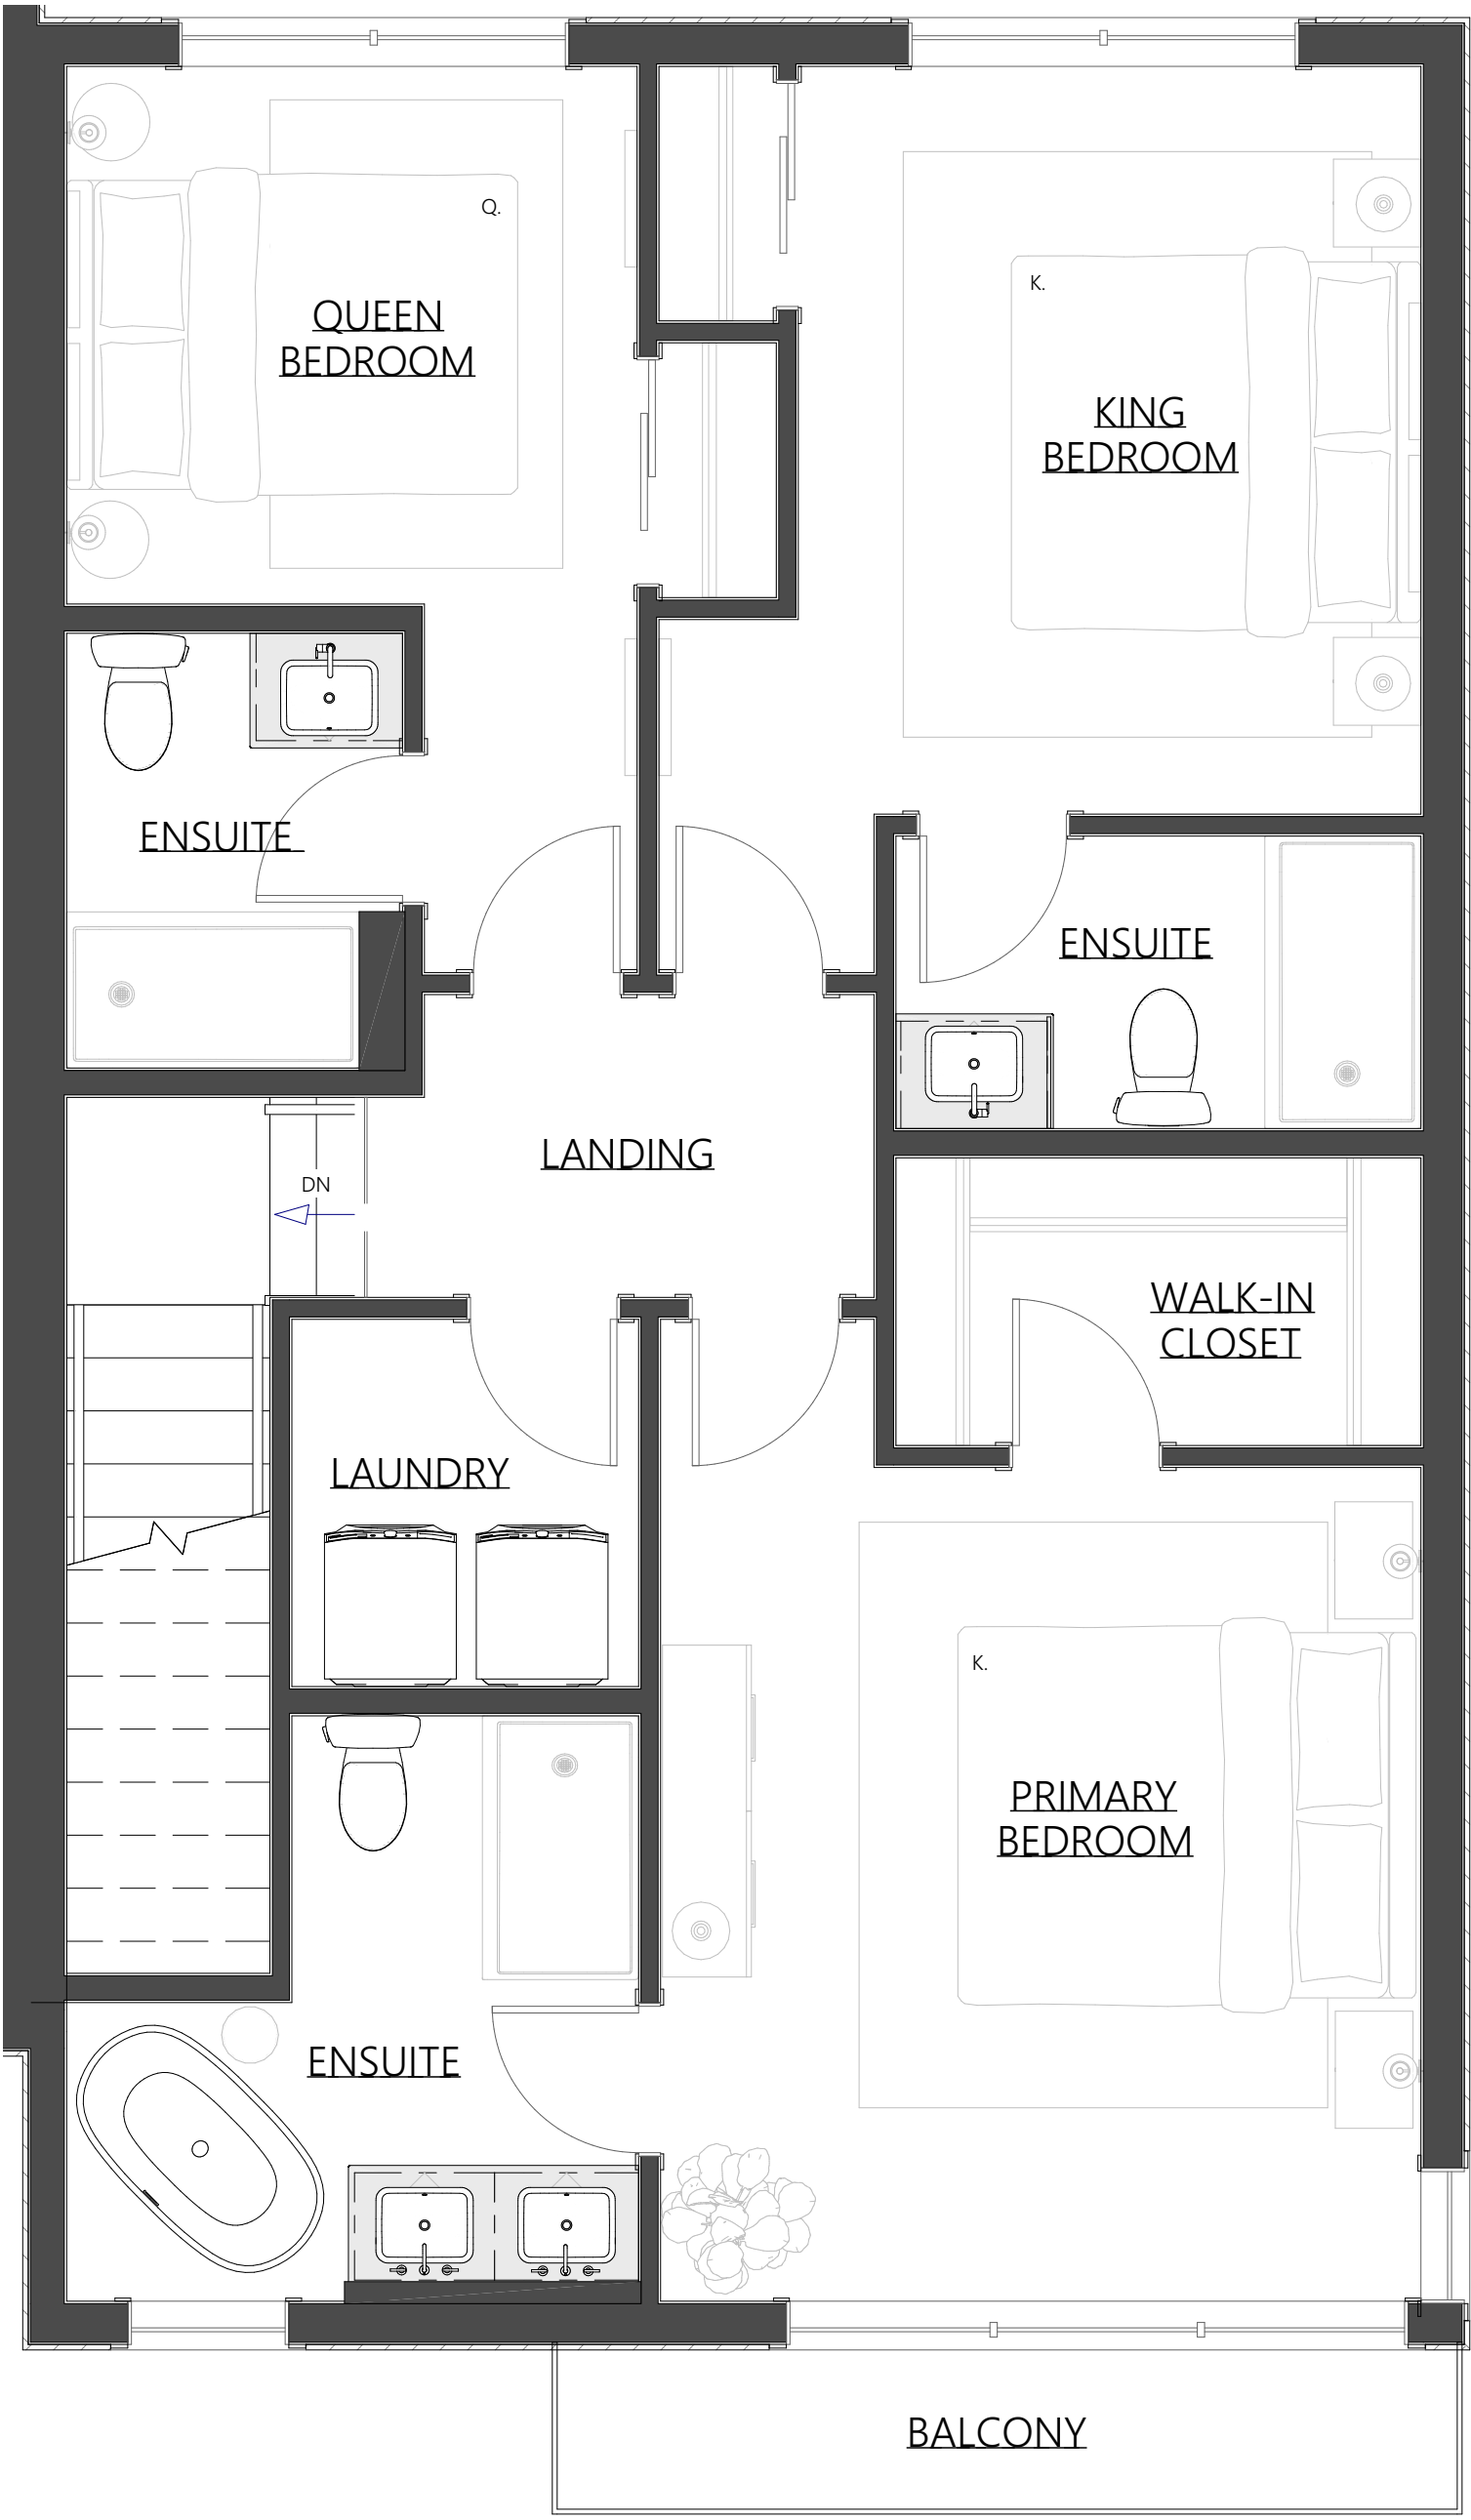 Q.
QUEEN
BEDROOM
K.
KING
BEDROOM
ENSUITE
ENSUITE
LANDING
DN
WALK-IN
CLOSET
LAUNDRY
K.
PRIMARY
BEDROOM
ENSUITE
BALCONY